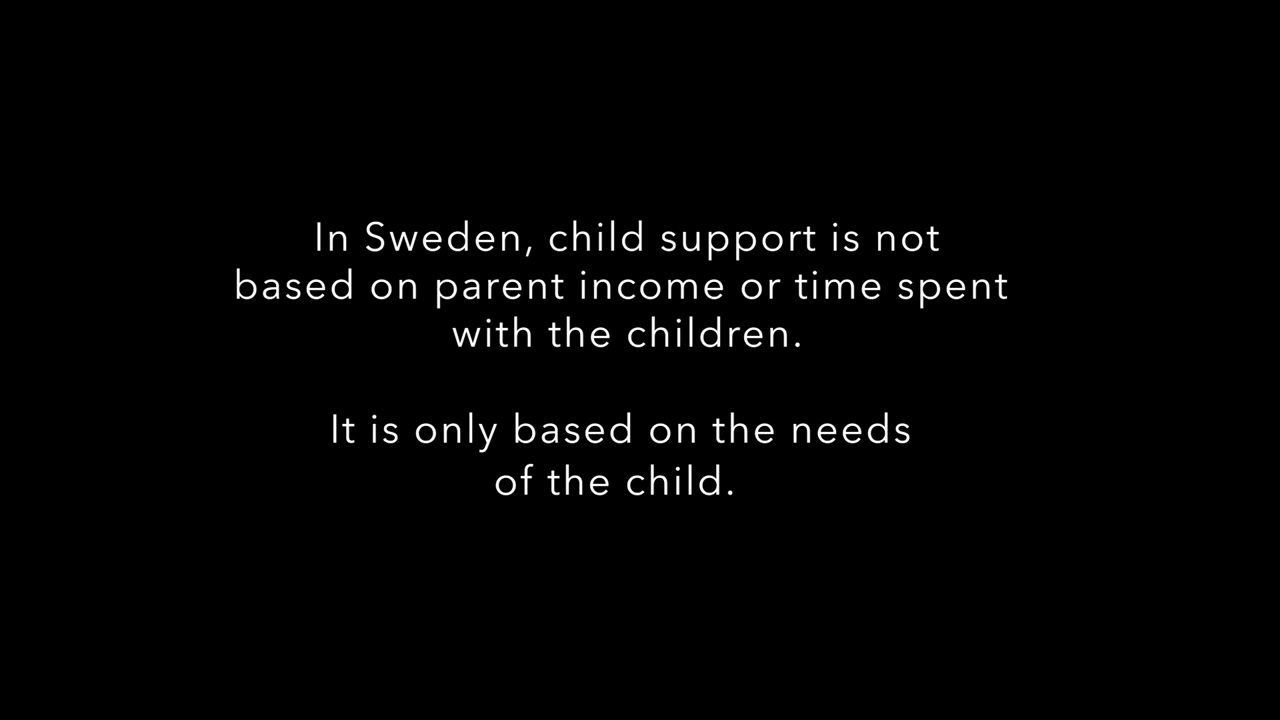 In Sweden, child support is not
based on parent income or time spent
with the children.
It is only based on the needs
of the child.